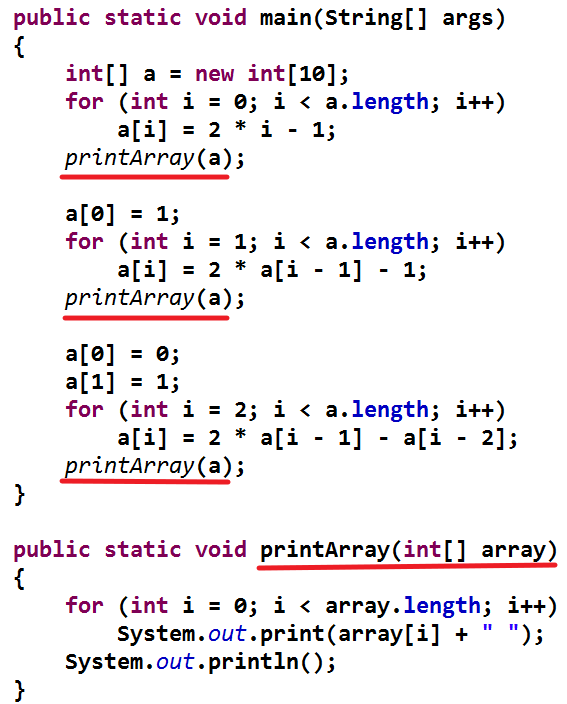 public static void main(String[] args)
{
    int[] a = new int[10];
    for (int i = 0; i < a.length; i++)
        a[i] = 2 * i - 1;
    printArray(a);

    a[0] = 1;
    for (int i = 1; i < a.length; i++)
        a[i] = 2 * a[i - 1] - 1;
    printArray(a);

    a[0] = 0;
    a[1] = 1;
    for (int i = 2; i < a.length; i++)
        a[i] = 2 * a[i - 1] - a[i - 2];
    printArray(a);
}

public static void printArray(int[] array)
{
    for (int i = 0; i < array.length; i++)
        System.out.print(array[i] + " ");
    System.out.println();
}